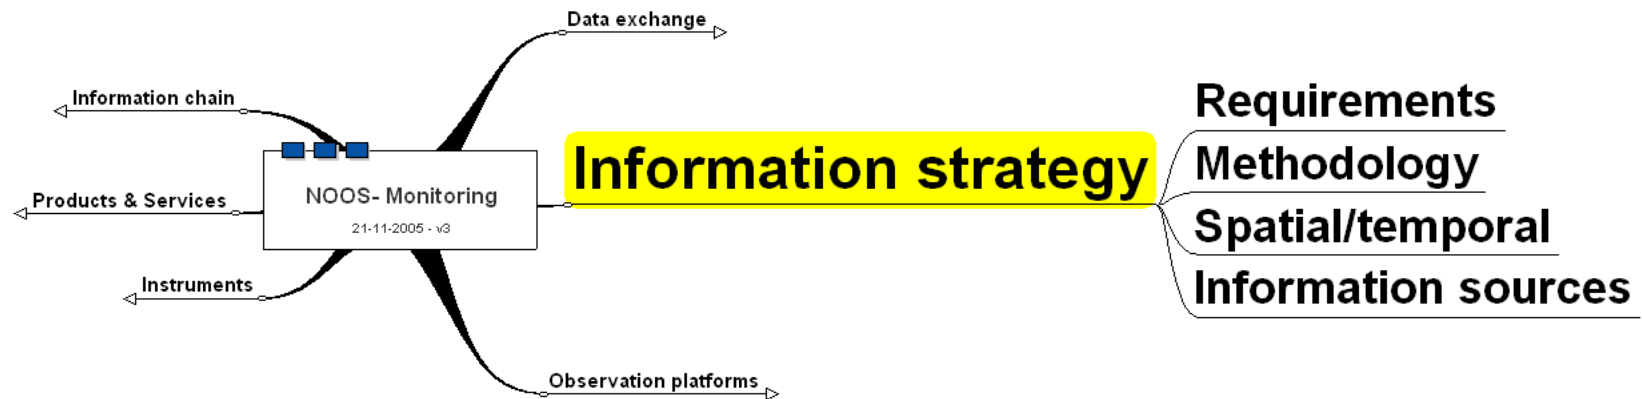 Data exchange
Information chain
Products & Services
Instruments
NOOS- Monitoring
21-11-2005 - v3
Information strategy
Requirements
Methodology
Spatial/temporal
Information sources
Observation platforms